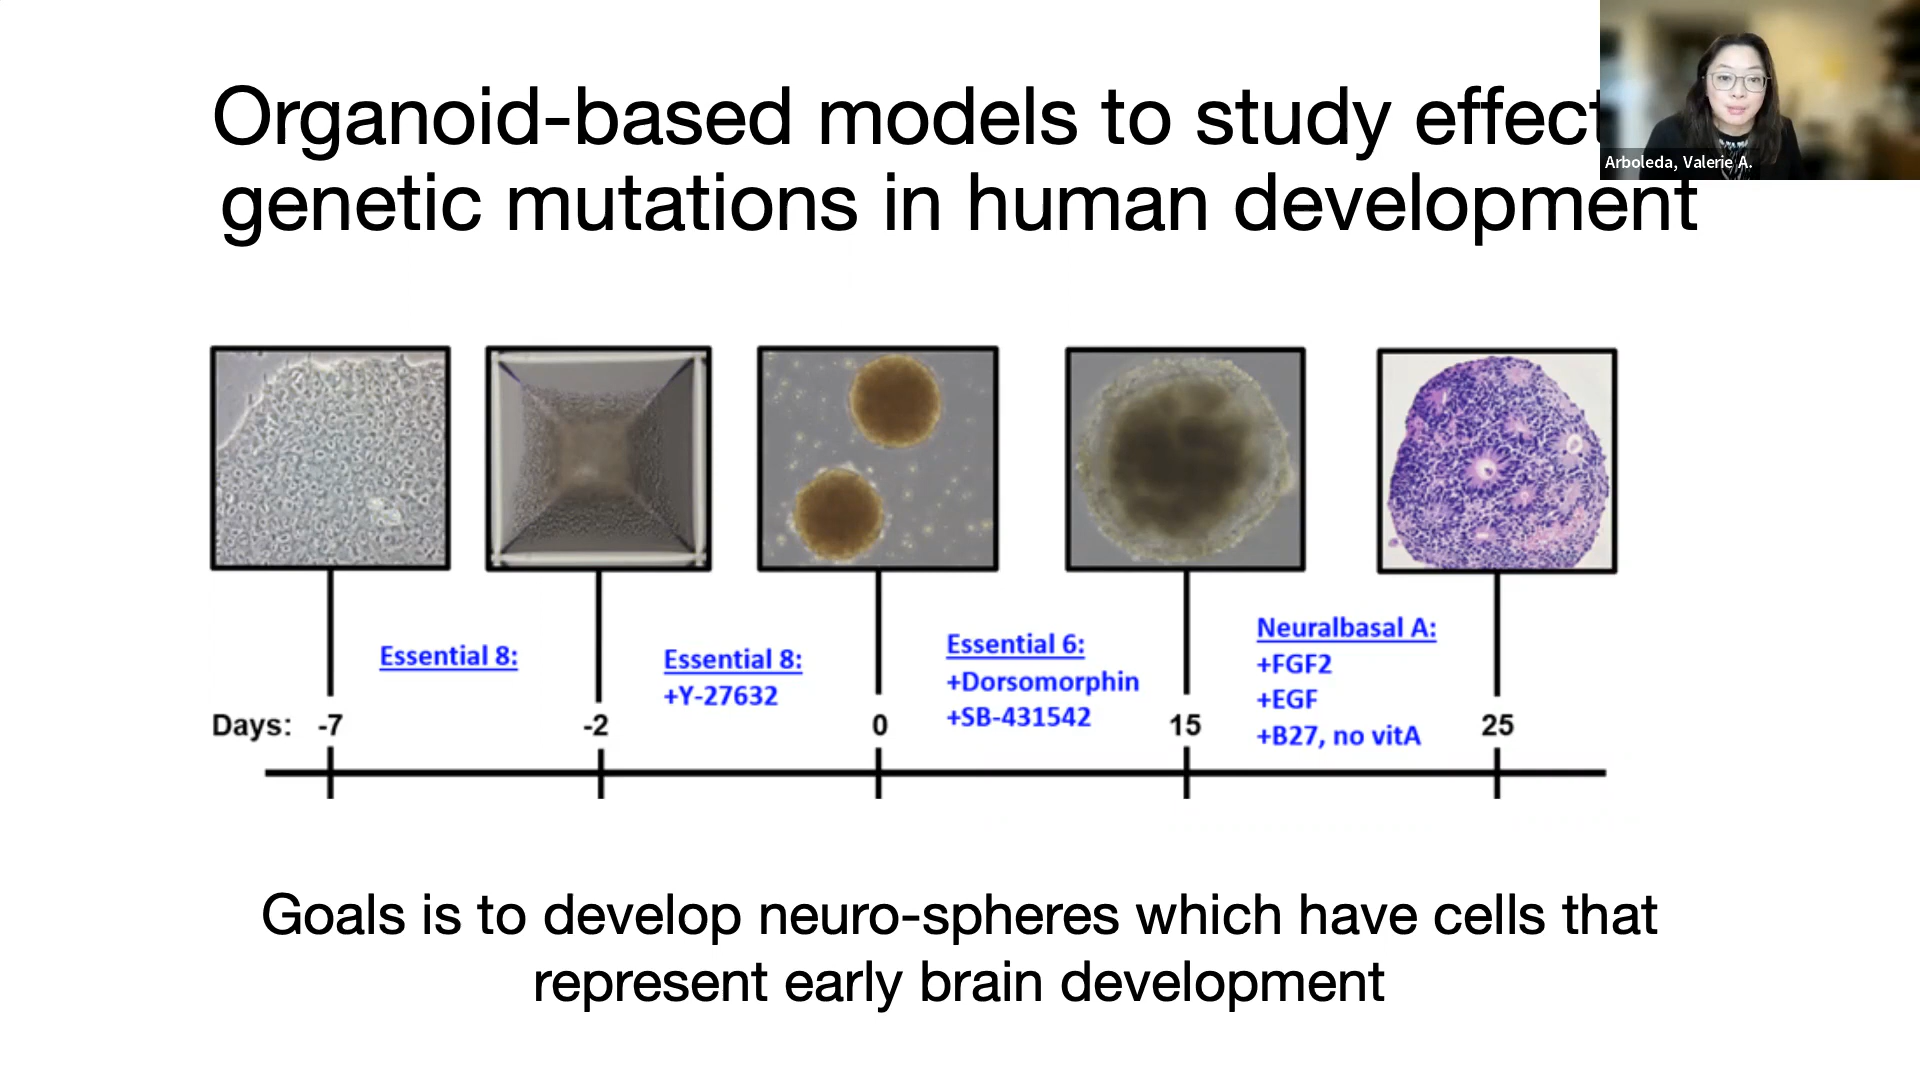 Organoid-based models to study effect
genetic mutations in human development
Arboleda, Valerie A.
Essential 8:
Essential 8:
+Y-27632
Essential 6:
+Dorsomorphin
+SB-431542
Neuralbasal A:
+FGF2
+EGF
+B27, no vitA
Days: -7 -2 0 15 25
Goals is to develop neuro-spheres which have cells that
represent early brain development